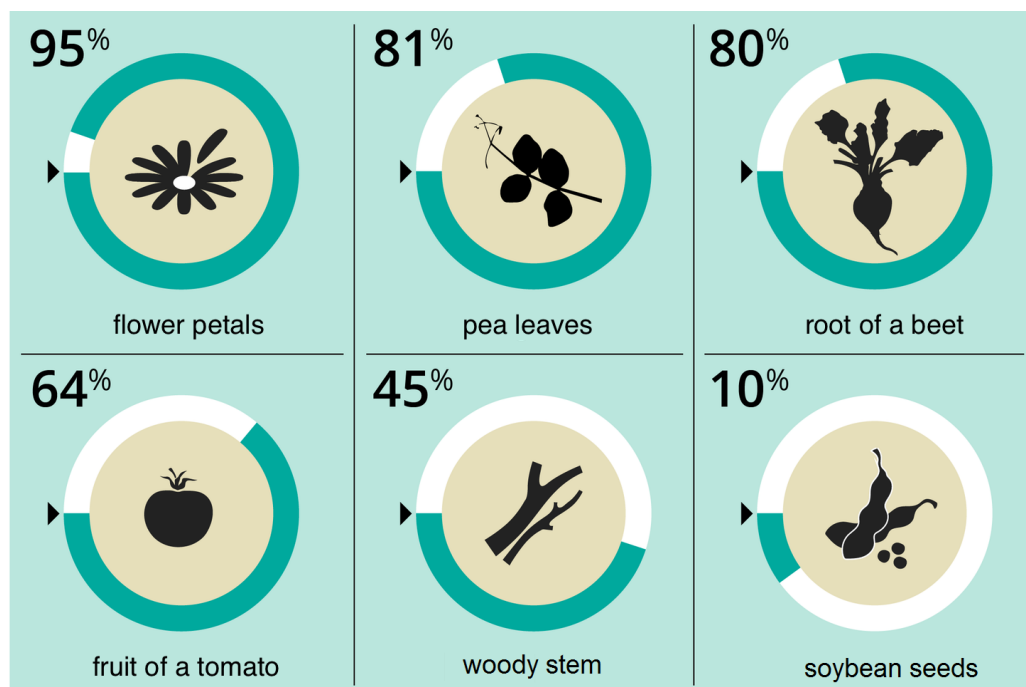 95%
81%
80%
flower petals
pea leaves
root of a beet
64%
45%
10%
fruit of a tomato
woody stem
soybean seeds